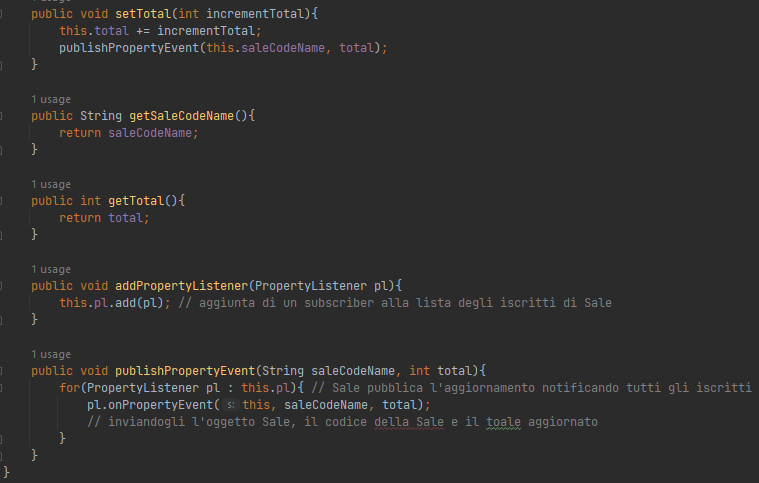 public void setTotal(int incrementTotal){
this.total += incrementTotal;
publishPropertyEvent(this.saleCodeName, total);
}
1 usage
public String getSaleCodeName(){
return saleCodeName;
}
1 usage
public int getTotal(){
return total;
}
1 usage
public void addPropertyListener(PropertyListener pl){
this.pl.add(pl); // aggiunta di un subscriber alla lista degli iscritti di Sale
}
1 usage
public void publishPropertyEvent(String saleCodeName, int total){
for(PropertyListener pl : this.pl){ // Sale pubblica l'aggiornamento notificando tutti gli iscritti
pl.onPropertyEvent( s: this, saleCodeName, total);
// inviandogli l'oggetto Sale, il codice della Sale e il toale aggiornato
}
}
}